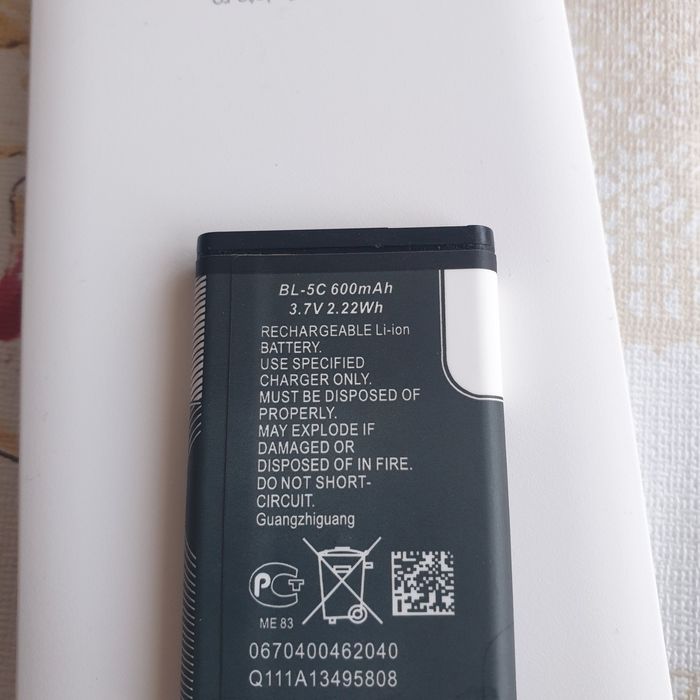 BL-5C 600mAh
3.7V 2.22Wh
RECHARGEABLE Li-ion
BATTERY.
USE SPECIFIED
CHARGER ONLY.
MUST BE DISPOSED OF
PROPERLY.
MAY EXPLODE IF
DAMAGED OR
DISPOSED OF IN FIRE.
DO NOT SHORT-
CIRCUIT.
Guangzhiguang
PCT
ME 83
0670400462040
Q111A13495808